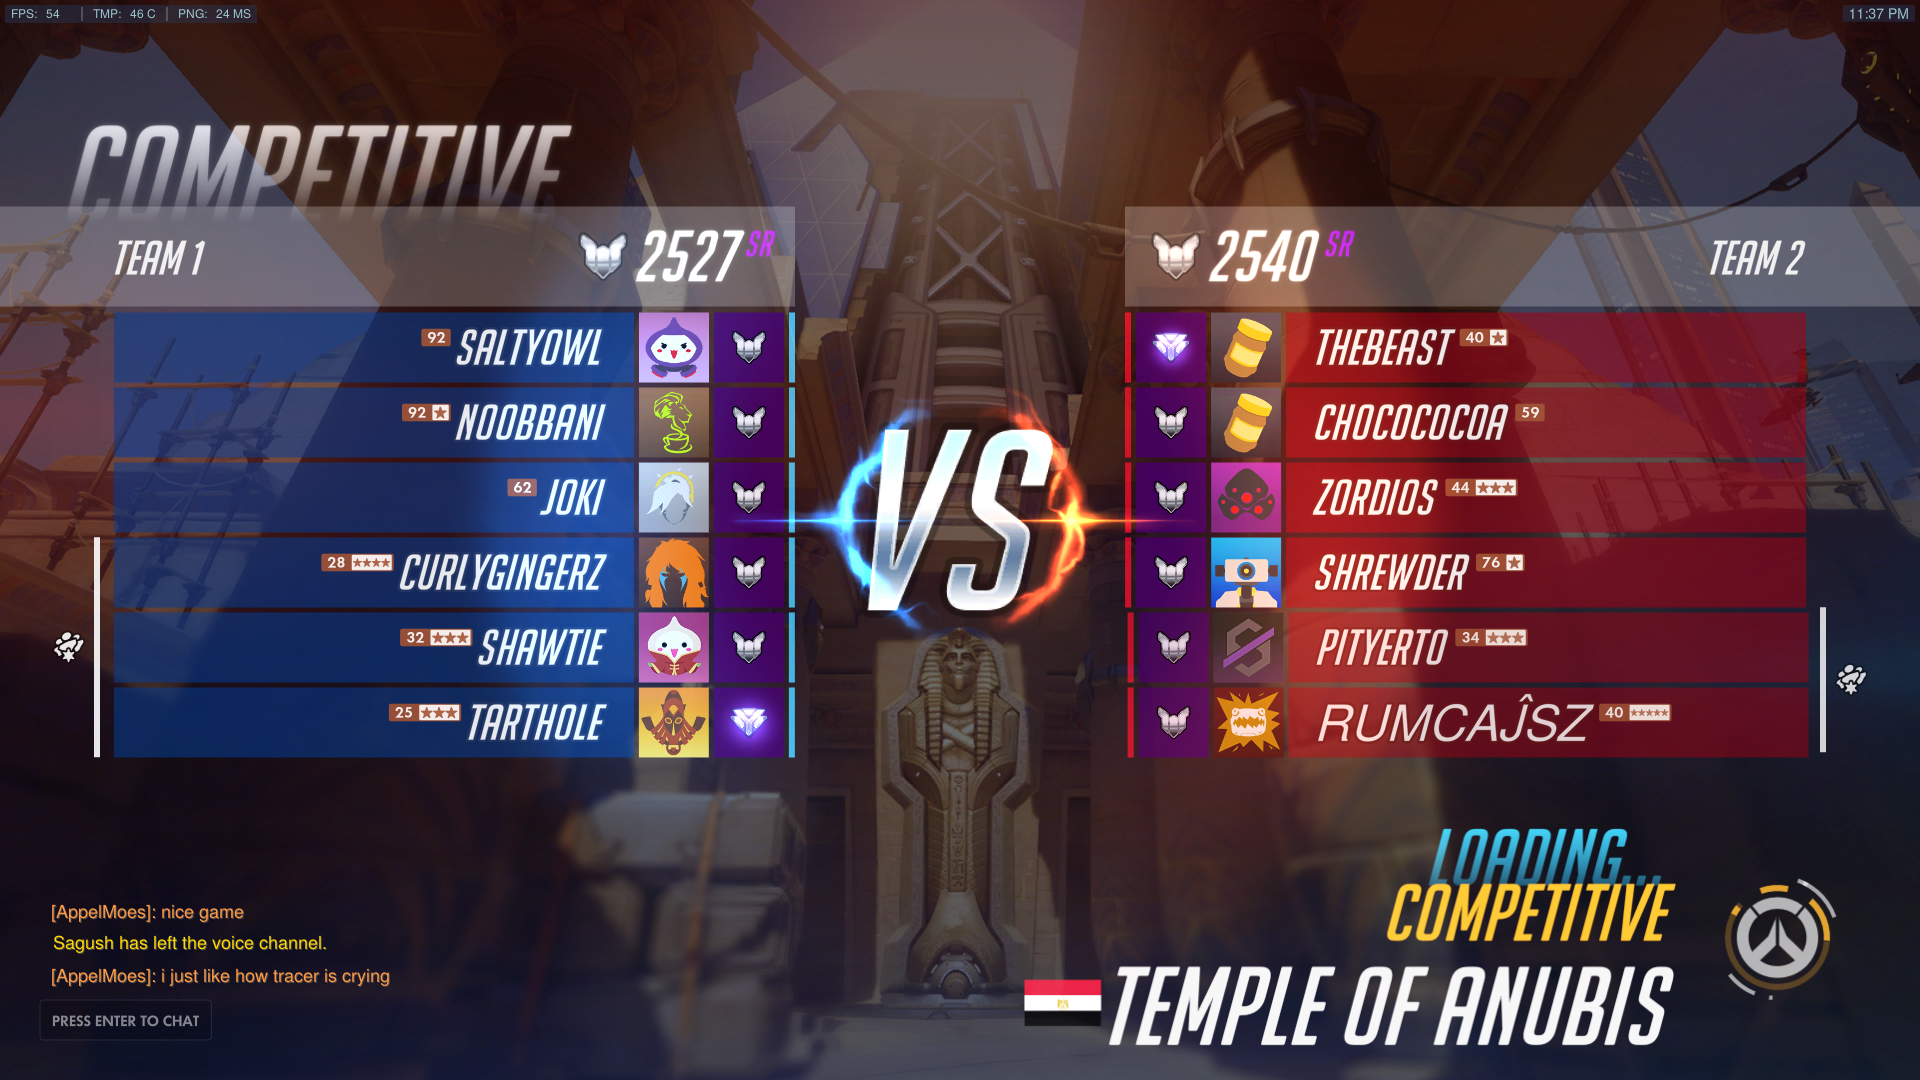 FPS: 54 | TMP: 46 C | PNG: 24 MS
11:37 PM
COMPETITIVE
TEAM 1
2527 SR
2540 SR
TEAM 2
92 SALTYOWL
92 NOOBBANI
62 JOKI
28 CURLYGINGERZ
32 SHAWTIE
25 TARTHOLE
VS
THEBEAST 40
CHOCOCOCOA 59
ZORDIOS 44
SHREWDER 76
PITYERTO 34
RUMCAĴSZ 40
LOADING...
COMPETITIVE
TEMPLE OF ANUBIS
[AppelMoes]: nice game
Sagush has left the voice channel.
[AppelMoes]: i just like how tracer is crying
PRESS ENTER TO CHAT